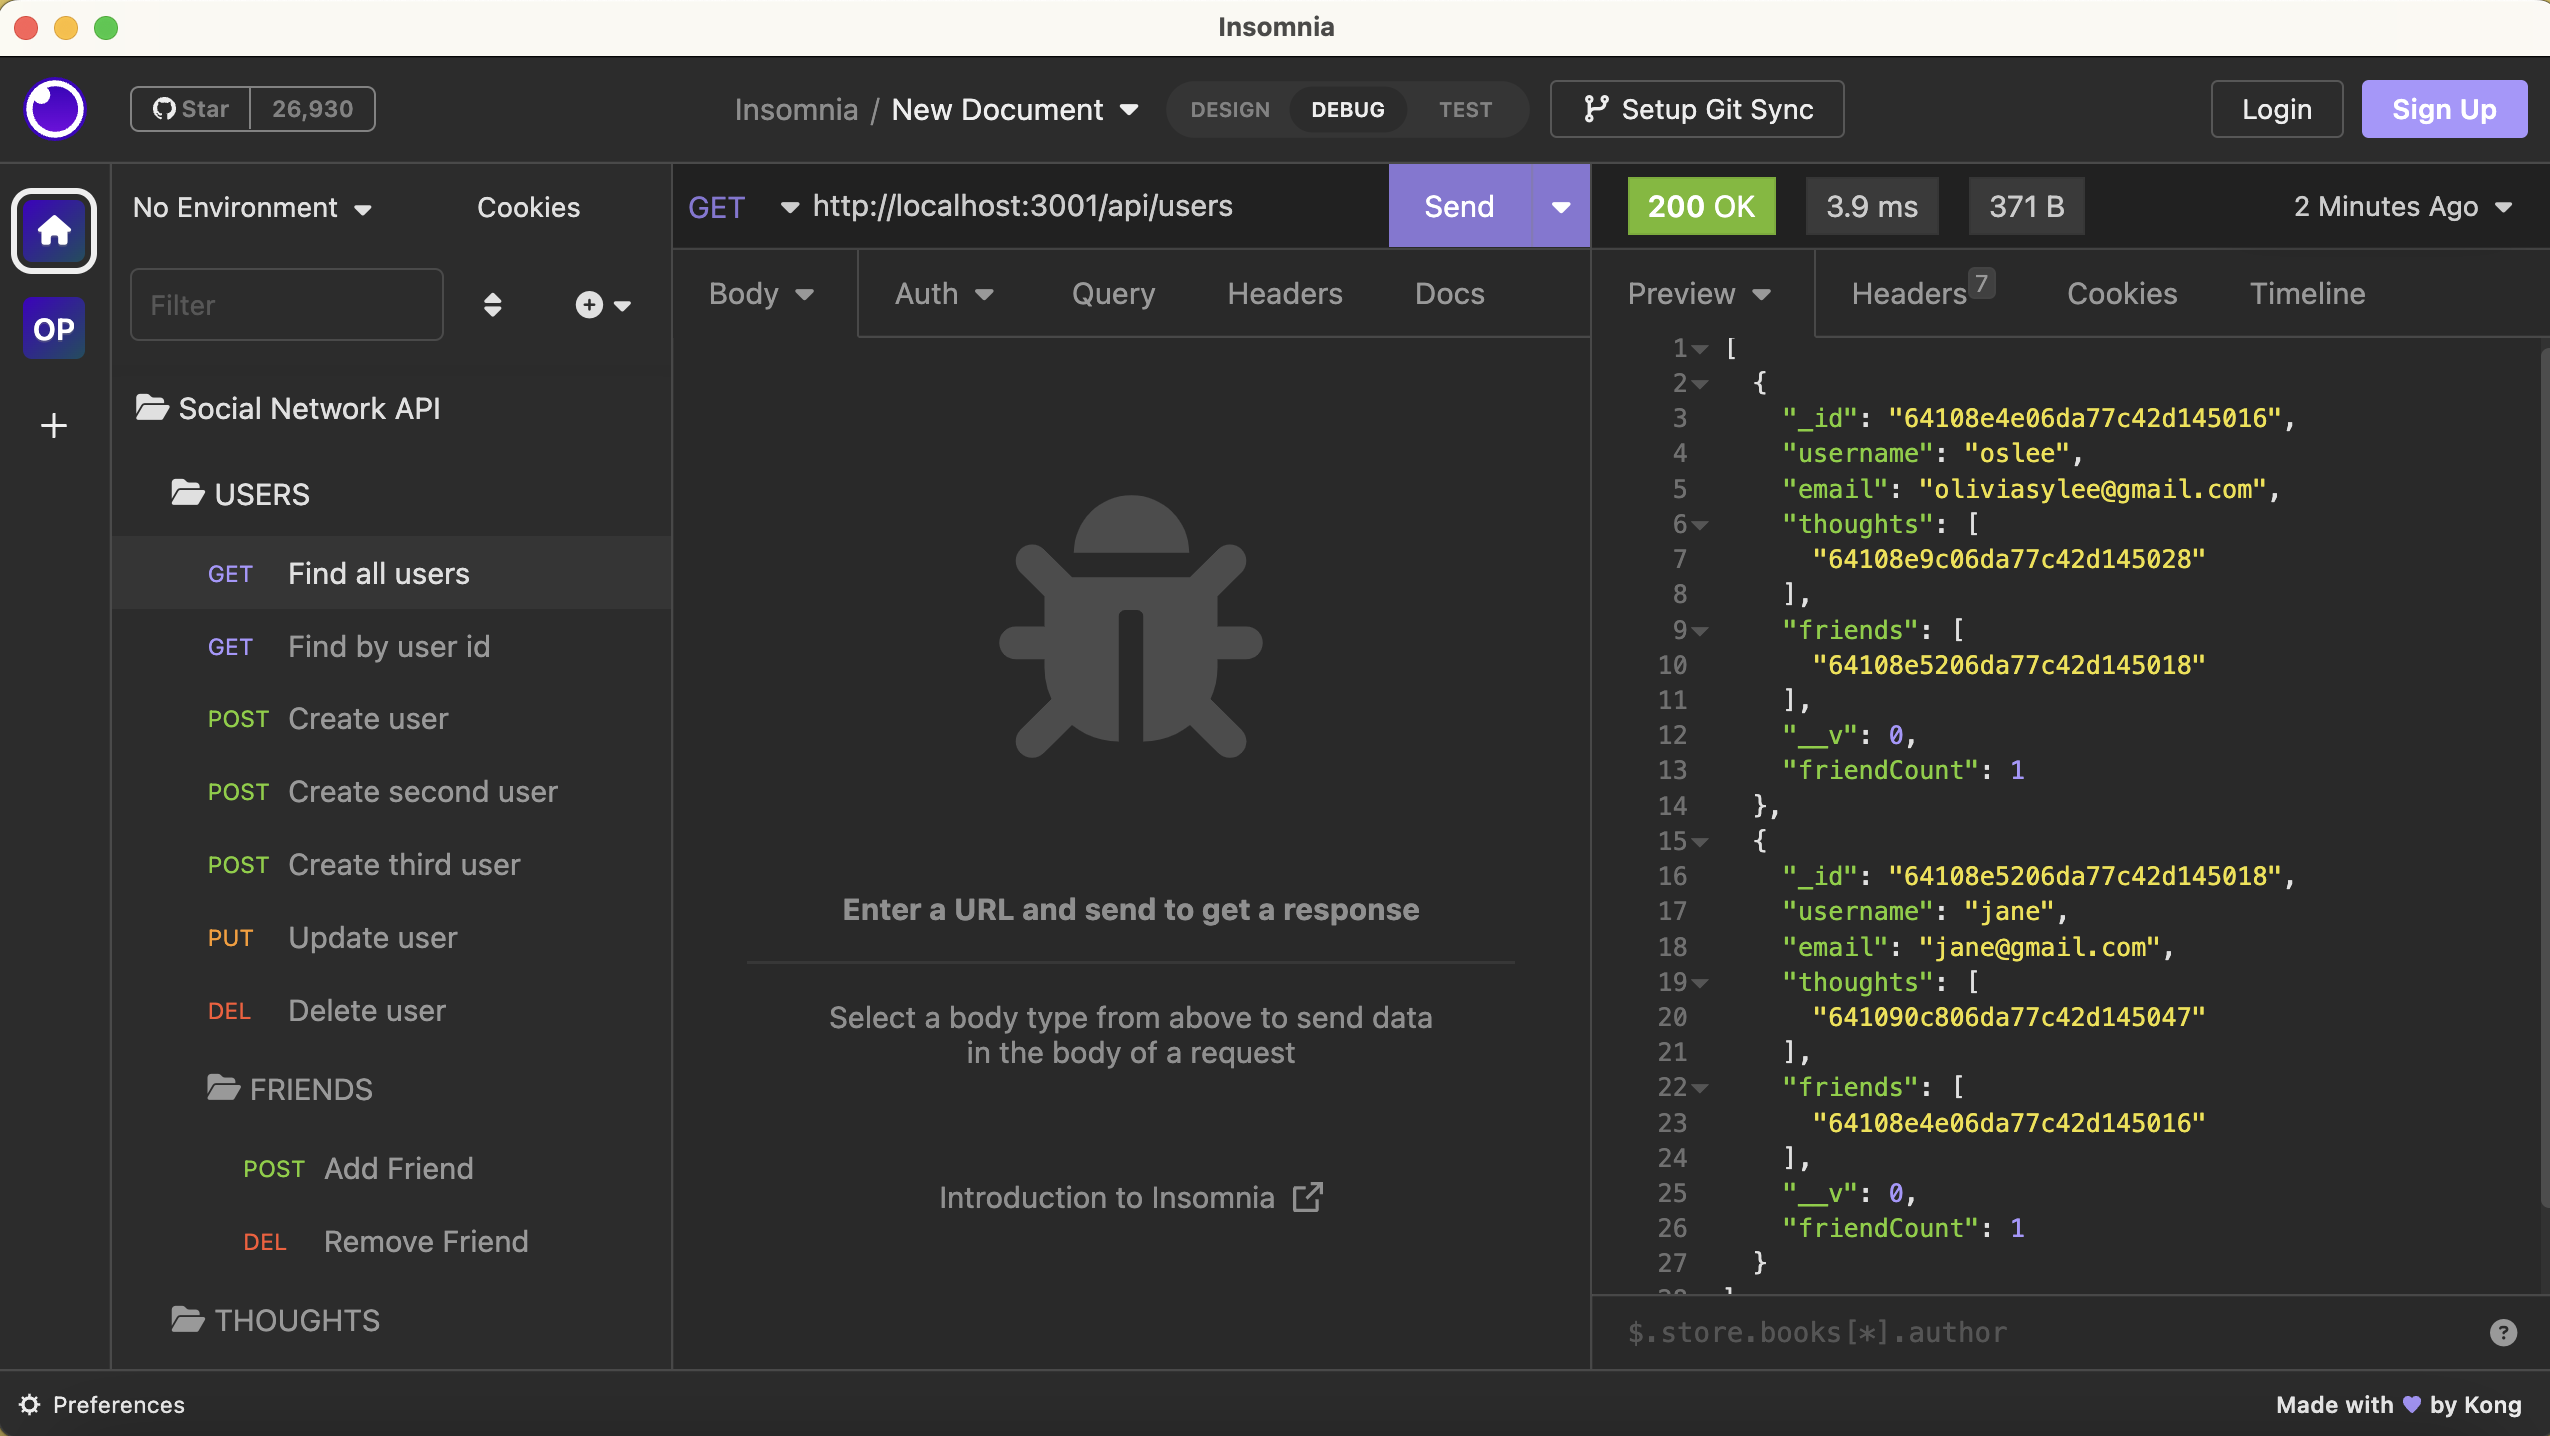 Insomnia
Star 26,930
Insomnia / New Document
DESIGN DEBUG TEST
Setup Git Sync
Login
Sign Up
OP
No Environment
Cookies
Filter
Social Network API
USERS
GET Find all users
GET Find by user id
POST Create user
POST Create second user
POST Create third user
PUT Update user
DEL Delete user
FRIENDS
POST Add Friend
DEL Remove Friend
THOUGHTS
GET http://localhost:3001/api/users Send
Body Auth Query Headers Docs
Enter a URL and send to get a response
Select a body type from above to send data
in the body of a request
Introduction to Insomnia
200 OK 3.9 ms 371 B 2 Minutes Ago
Preview Headers 7 Cookies Timeline
1 [
2 {
3 "_id": "64108e4e06da77c42d145016",
4 "username": "oslee",
5 "email": "oliviasylee@gmail.com",
6 "thoughts": [
7 "64108e9c06da77c42d145028"
8 ],
9 "friends": [
10 "64108e5206da77c42d145018"
11 ],
12 "__v": 0,
13 "friendCount": 1
14 },
15 {
16 "_id": "64108e5206da77c42d145018",
17 "username": "jane",
18 "email": "jane@gmail.com",
19 "thoughts": [
20 "641090c806da77c42d145047"
21 ],
22 "friends": [
23 "64108e4e06da77c42d145016"
24 ],
25 "__v": 0,
26 "friendCount": 1
27 }
$.store.books[*].author
?
Preferences
Made with 💜 by Kong